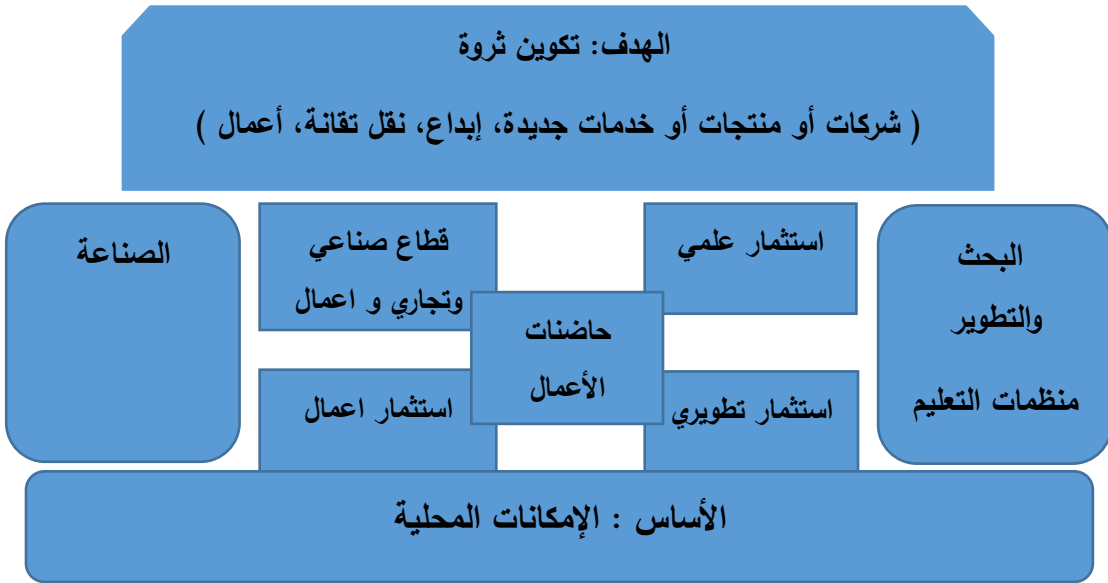 الهدف: تكوين ثروة
( شركات أو منتجات أو خدمات جديدة، إبداع، نقل تقانة، أعمال )
البحث
والتطوير
منظمات التعليم
استثمار علمي
قطاع صناعي
وتجاري و اعمال
الصناعة
حاضنات
الأعمال
استثمار تطويري
استثمار اعمال
الأساس : الإمكانات المحلية